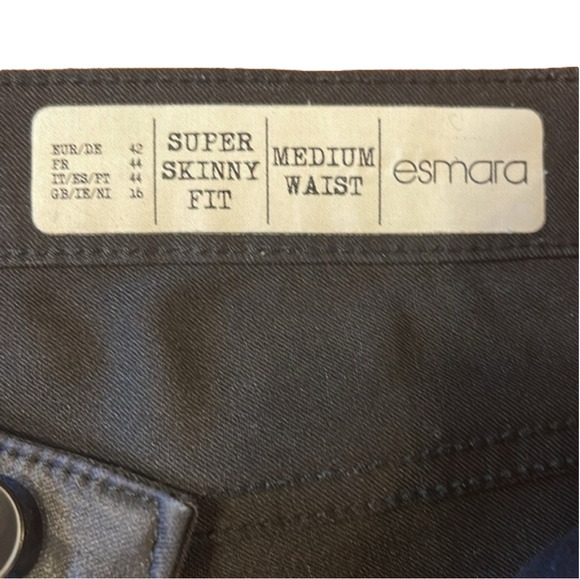 EUR/DE 42
FR 44
IT/ES/PT 44
GB/IE/NI 16
SUPER
SKINNY
FIT
MEDIUM
WAIST
esmara